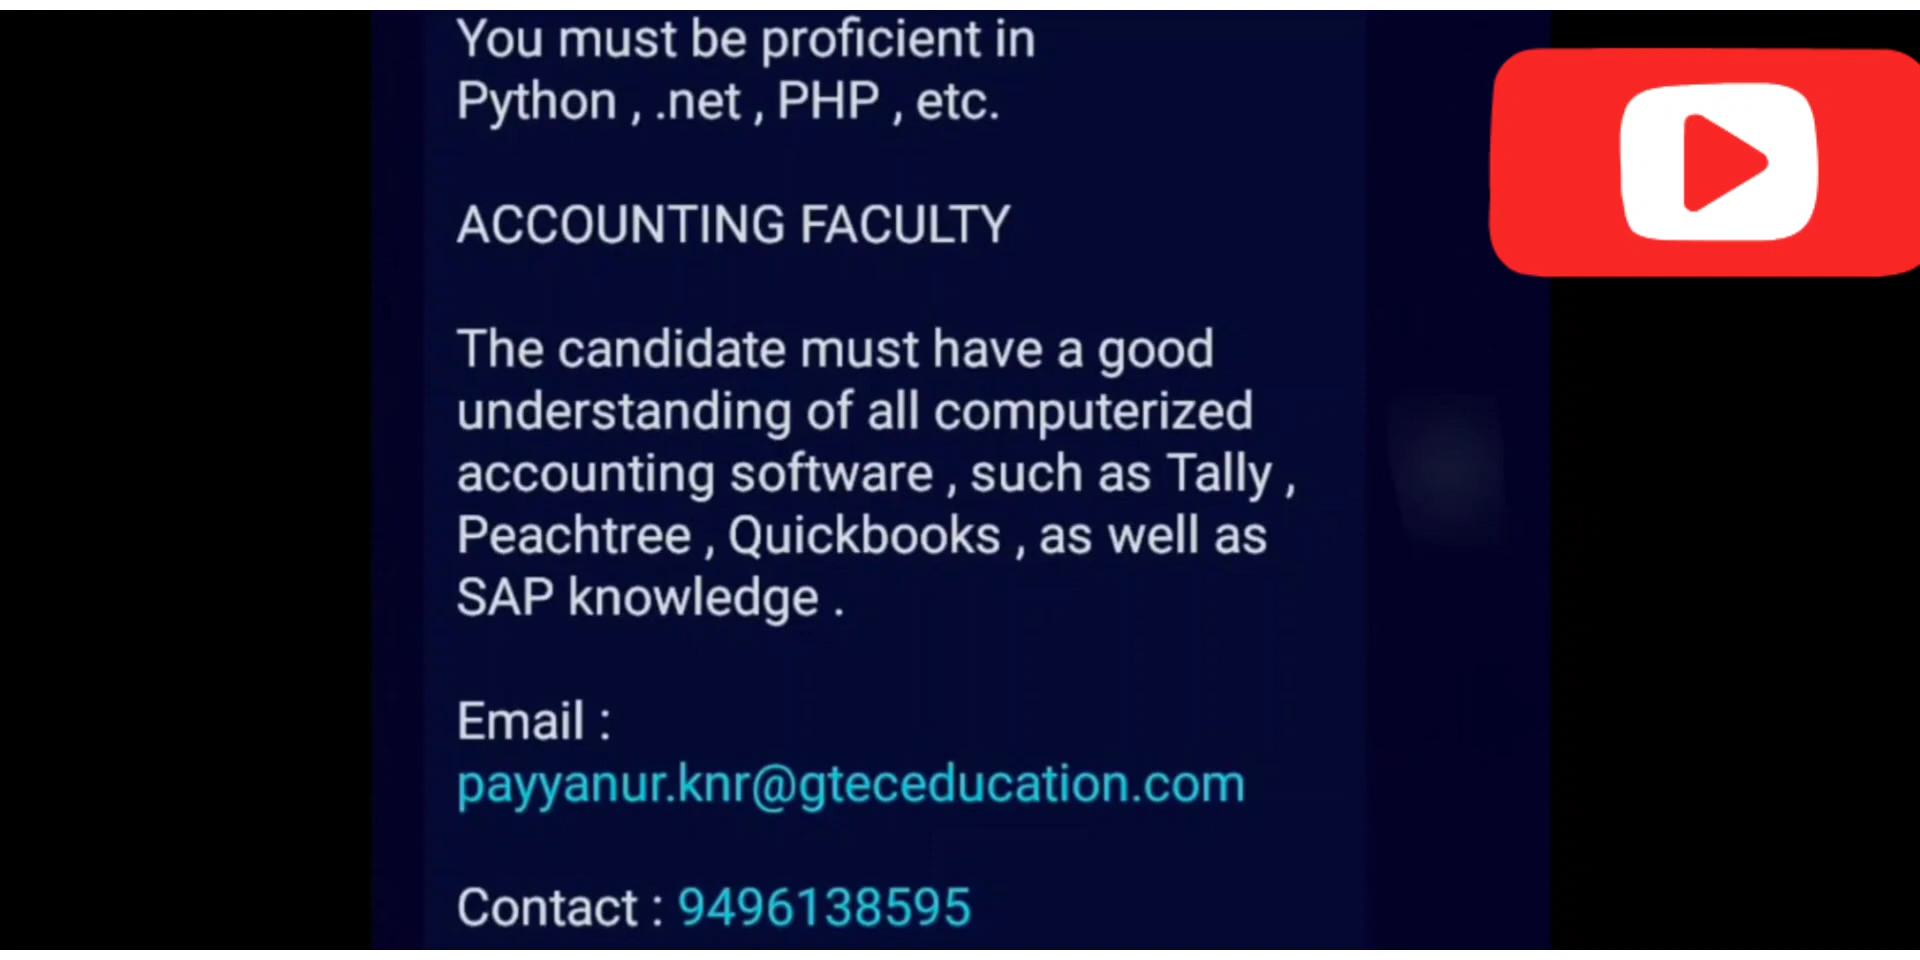 You must be proficient in
Python , .net , PHP , etc.
ACCOUNTING FACULTY
The candidate must have a good
understanding of all computerized
accounting software , such as Tally ,
Peachtree , Quickbooks , as well as
SAP knowledge .
Email :
payyanur.knr@gteceducation.com
Contact : 9496138595